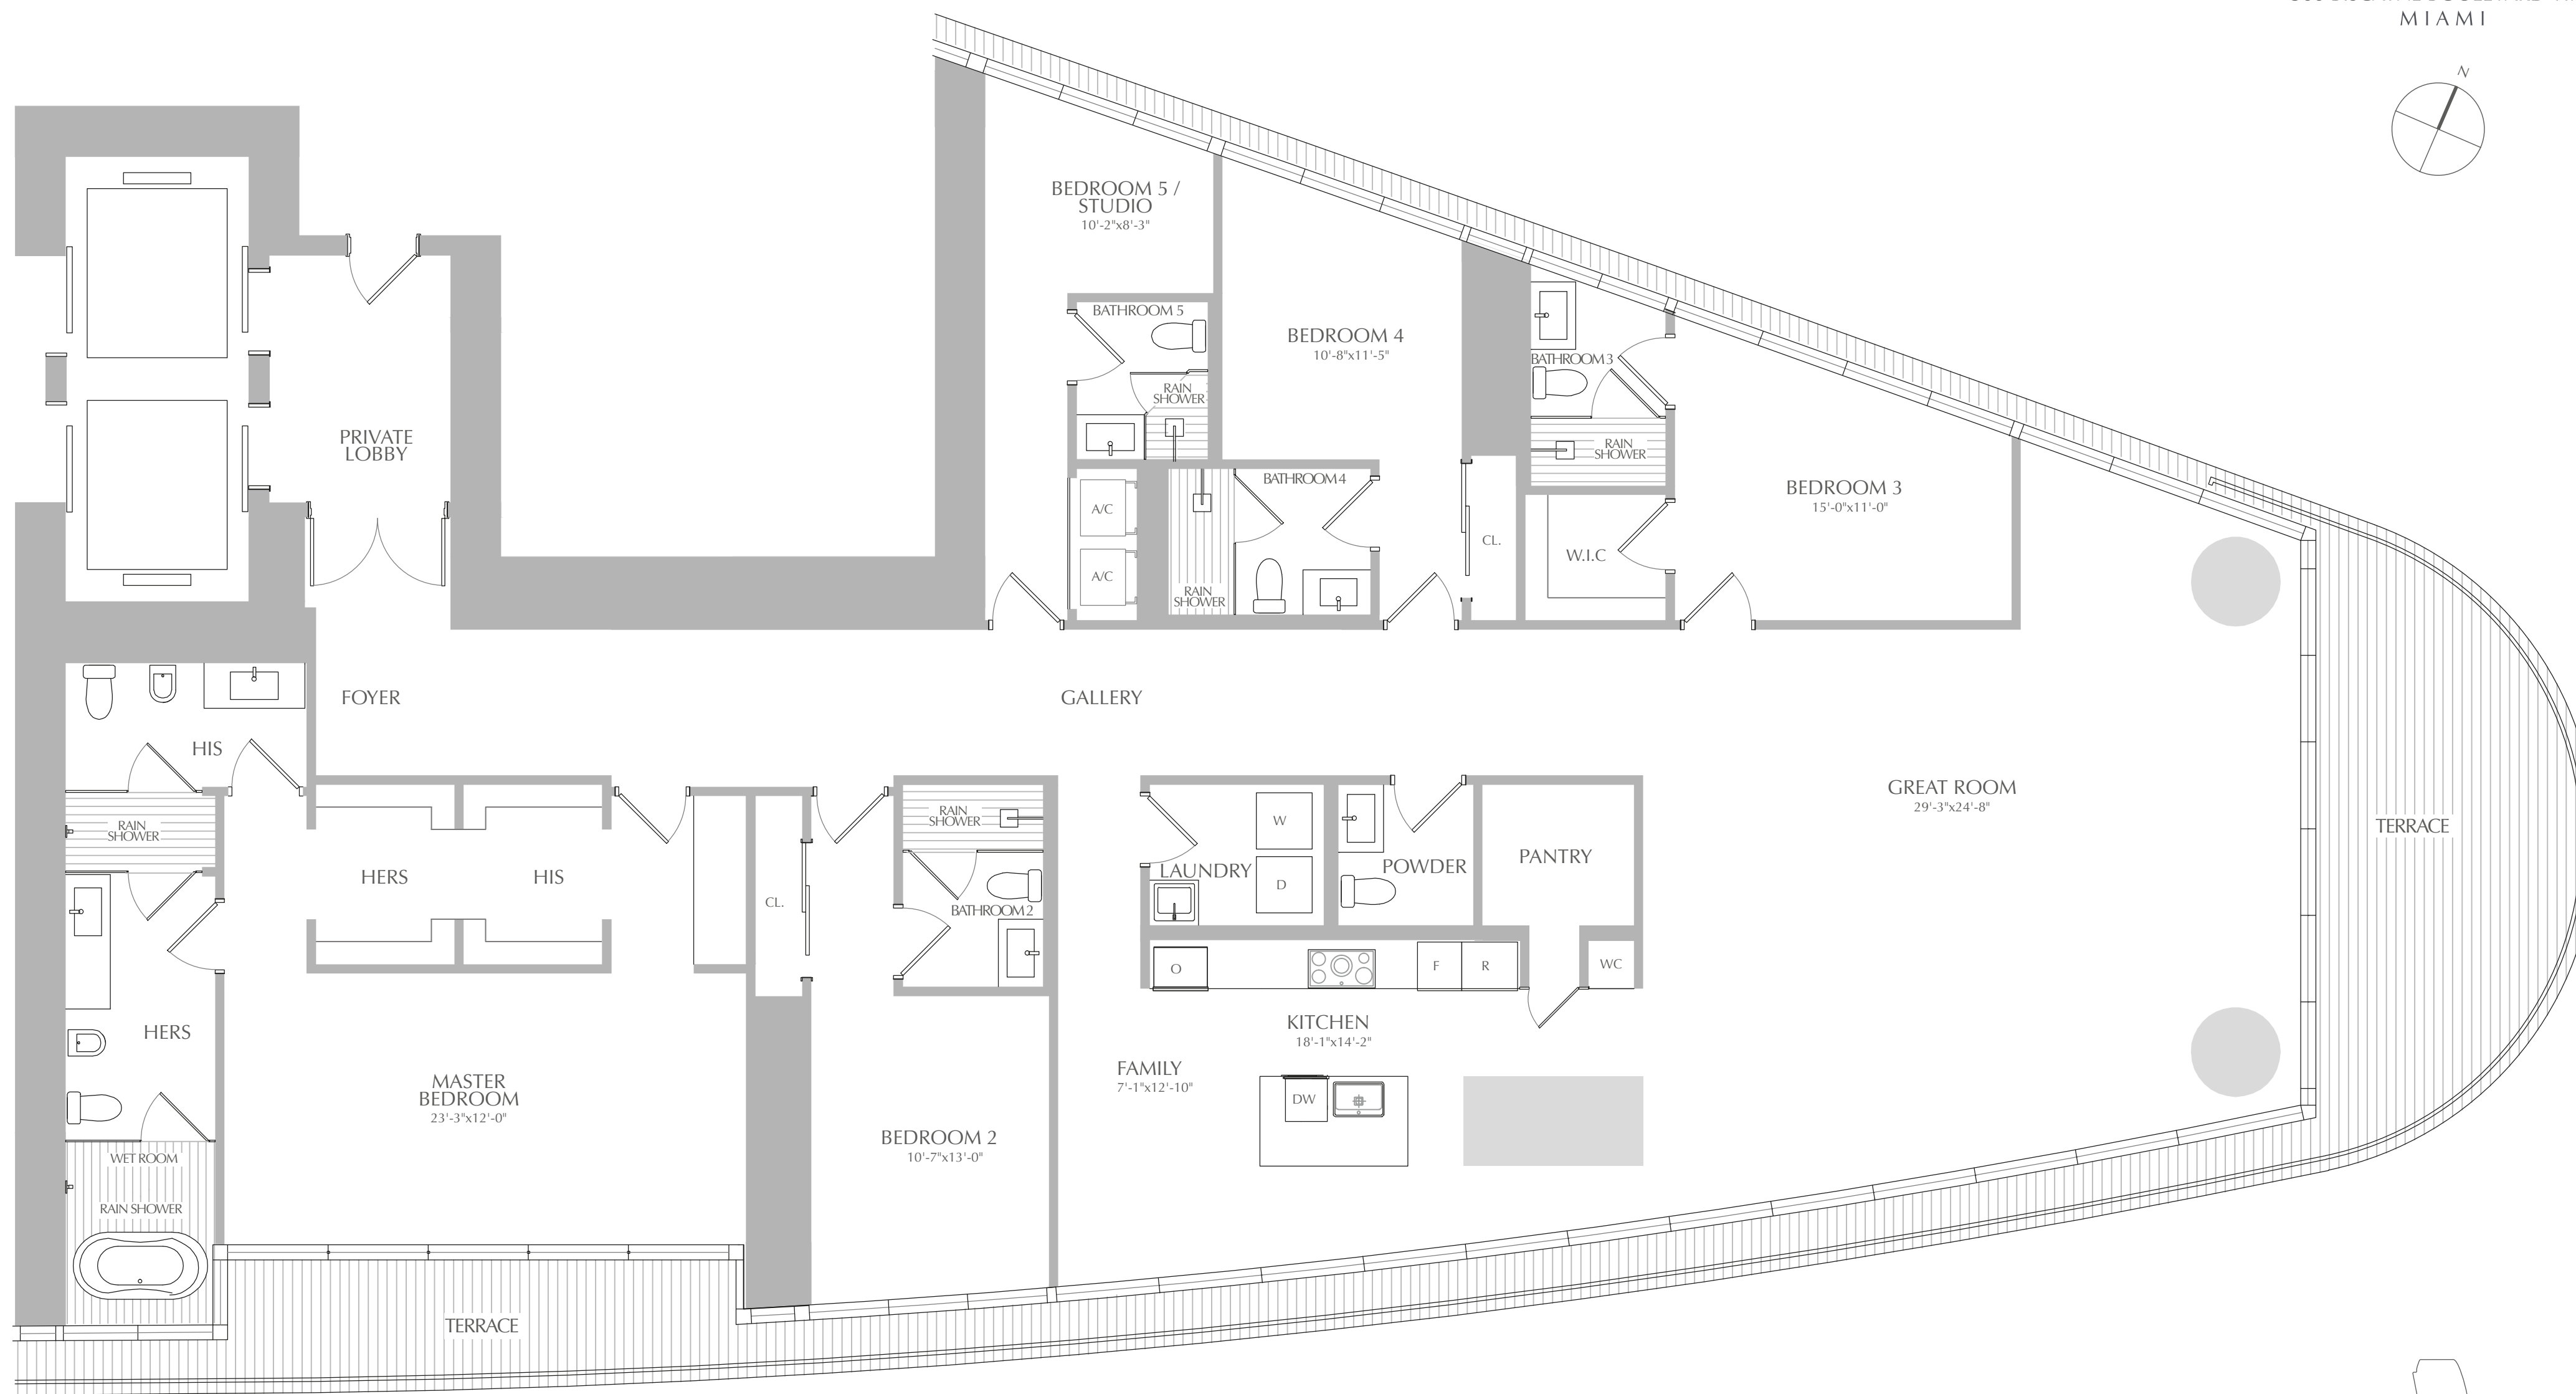 MIAMI
N
BEDROOM 5 /
STUDIO
10'-2"x8'-3"
BATHROOM 5
RAIN
SHOWER
BEDROOM 4
10'-8"x11'-5"
BATHROOM 3
RAIN
SHOWER
PRIVATE
LOBBY
BATHROOM 4
A/C
A/C
RAIN
SHOWER
CL.
W.I.C
BEDROOM 3
15'-0"x11'-0"
FOYER
GALLERY
HIS
RAIN
SHOWER
HERS
HIS
CL.
RAIN
SHOWER
BATHROOM 2
W
D
LAUNDRY
POWDER
PANTRY
GREAT ROOM
29'-3"x24'-8"
TERRACE
O
F
R
WC
HERS
KITCHEN
18'-1"x14'-2"
FAMILY
7'-1"x12'-10"
DW
MASTER
BEDROOM
23'-3"x12'-0"
BEDROOM 2
10'-7"x13'-0"
WET ROOM
RAIN SHOWER
TERRACE